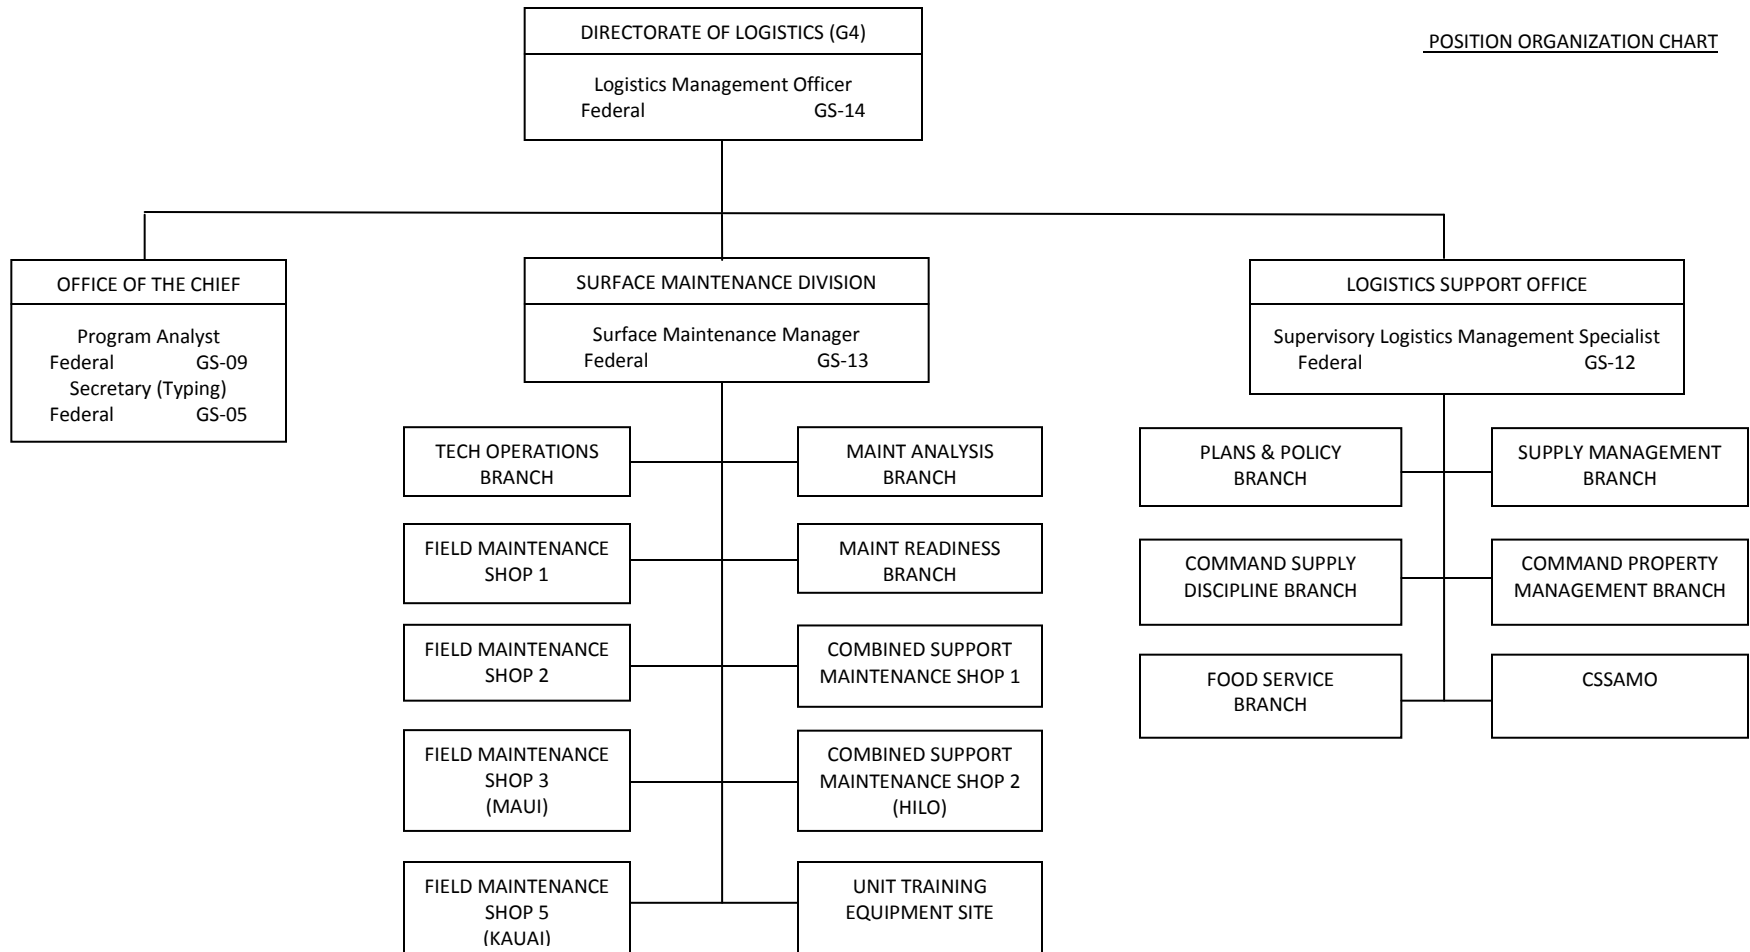 DIRECTORATE OF LOGISTICS (G4)
Logistics Management Officer
Federal GS-14
POSITION ORGANIZATION CHART
OFFICE OF THE CHIEF
Program Analyst
Federal GS-09
Secretary (Typing)
Federal GS-05
SURFACE MAINTENANCE DIVISION
Surface Maintenance Manager
Federal GS-13
LOGISTICS SUPPORT OFFICE
Supervisory Logistics Management Specialist
Federal GS-12
TECH OPERATIONS
BRANCH
MAINT ANALYSIS
BRANCH
FIELD MAINTENANCE
SHOP 1
MAINT READINESS
BRANCH
FIELD MAINTENANCE
SHOP 2
COMBINED SUPPORT
MAINTENANCE SHOP 1
FIELD MAINTENANCE
SHOP 3
(MAUI)
COMBINED SUPPORT
MAINTENANCE SHOP 2
(HILO)
FIELD MAINTENANCE
SHOP 5
(KAUAI)
UNIT TRAINING
EQUIPMENT SITE
PLANS & POLICY
BRANCH
SUPPLY MANAGEMENT
BRANCH
COMMAND SUPPLY
DISCIPLINE BRANCH
COMMAND PROPERTY
MANAGEMENT BRANCH
FOOD SERVICE
BRANCH
CSSAMO